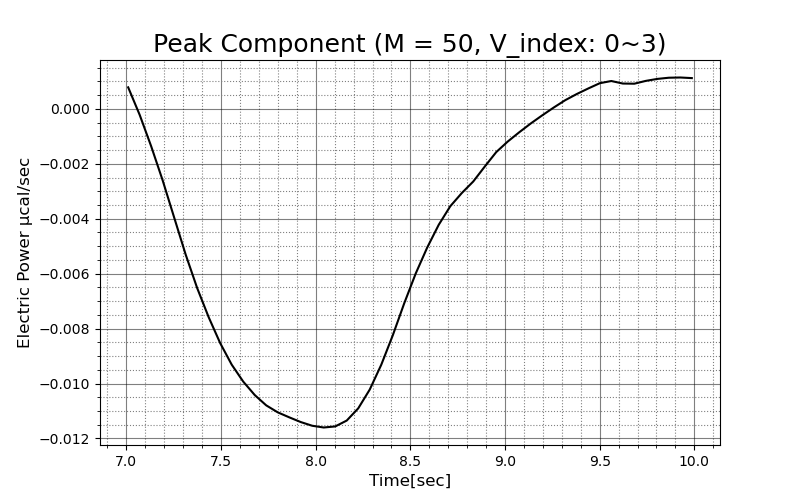 Peak Component (M = 50, V_index: 0~3)
Electric Power μcal/sec
0.000
−0.002
−0.004
−0.006
−0.008
−0.010
−0.012
7.0 7.5 8.0 8.5 9.0 9.5 10.0
Time[sec]